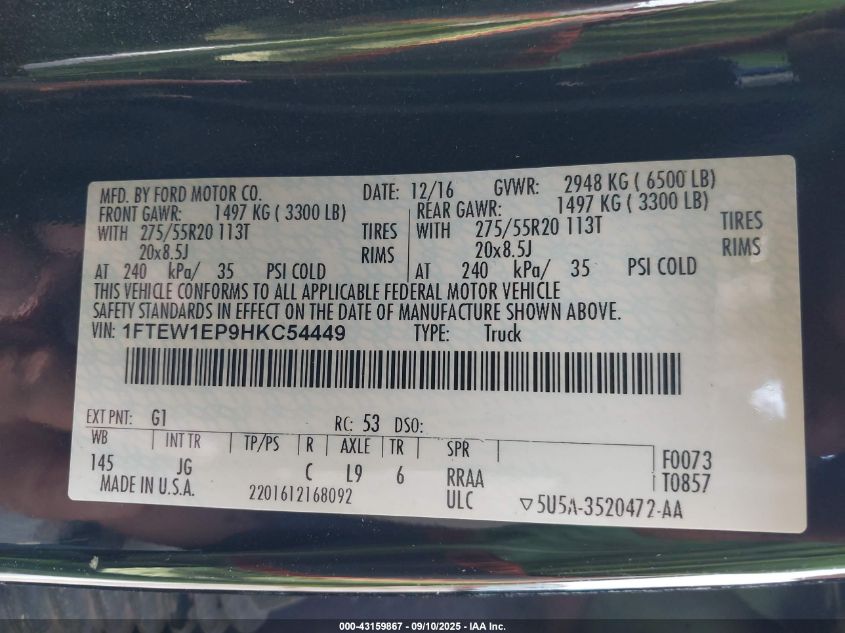 MFD. BY FORD MOTOR CO. DATE: 12/16 GVWR: 2948 KG ( 6500 LB)
FRONT GAWR: 1497 KG ( 3300 LB) REAR GAWR: 1497 KG ( 3300 LB)
WITH 275/55R20 113T TIRES WITH 275/55R20 113T TIRES
20x8.5J RIMS 20x8.5J RIMS
AT 240 kPa/ 35 PSI COLD AT 240 kPa/ 35 PSI COLD
THIS VEHICLE CONFORMS TO ALL APPLICABLE FEDERAL MOTOR VEHICLE
SAFETY STANDARDS IN EFFECT ON THE DATE OF MANUFACTURE SHOWN ABOVE.
VIN: 1FTEW1EP9HKC54449 TYPE: Truck
EXT PNT: G1 RC: 53 DSO:
WB INT TR TP/PS R AXLE TR SPR F0073
145 JG C L9 6 RRAA T0857
MADE IN U.S.A. 2201612168092 ULC ▽5U5A-3520472-AA
000-43159867 - 09/10/2025 - IAA Inc.